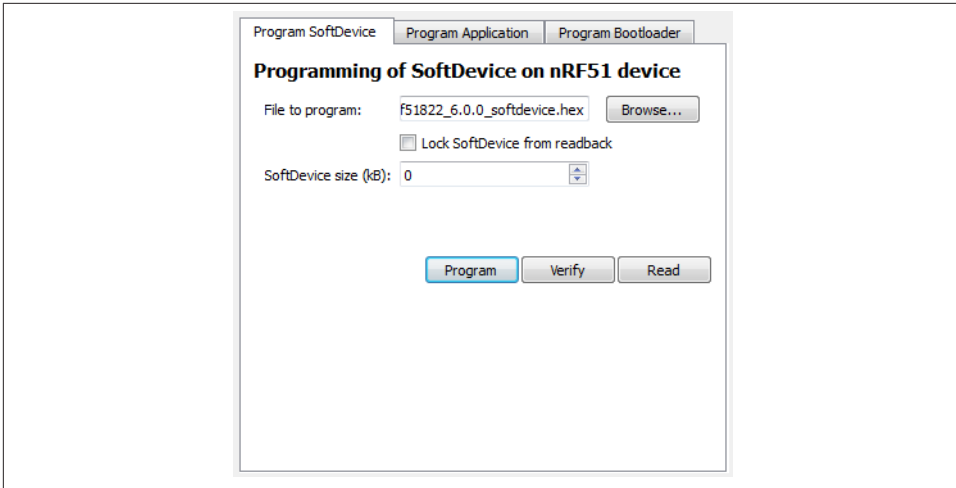 Program SoftDevice Program Application Program Bootloader
Programming of SoftDevice on nRF51 device
File to program: f51822_6.0.0_softdevice.hex Browse...
Lock SoftDevice from readback
SoftDevice size (kB): 0
Program Verify Read